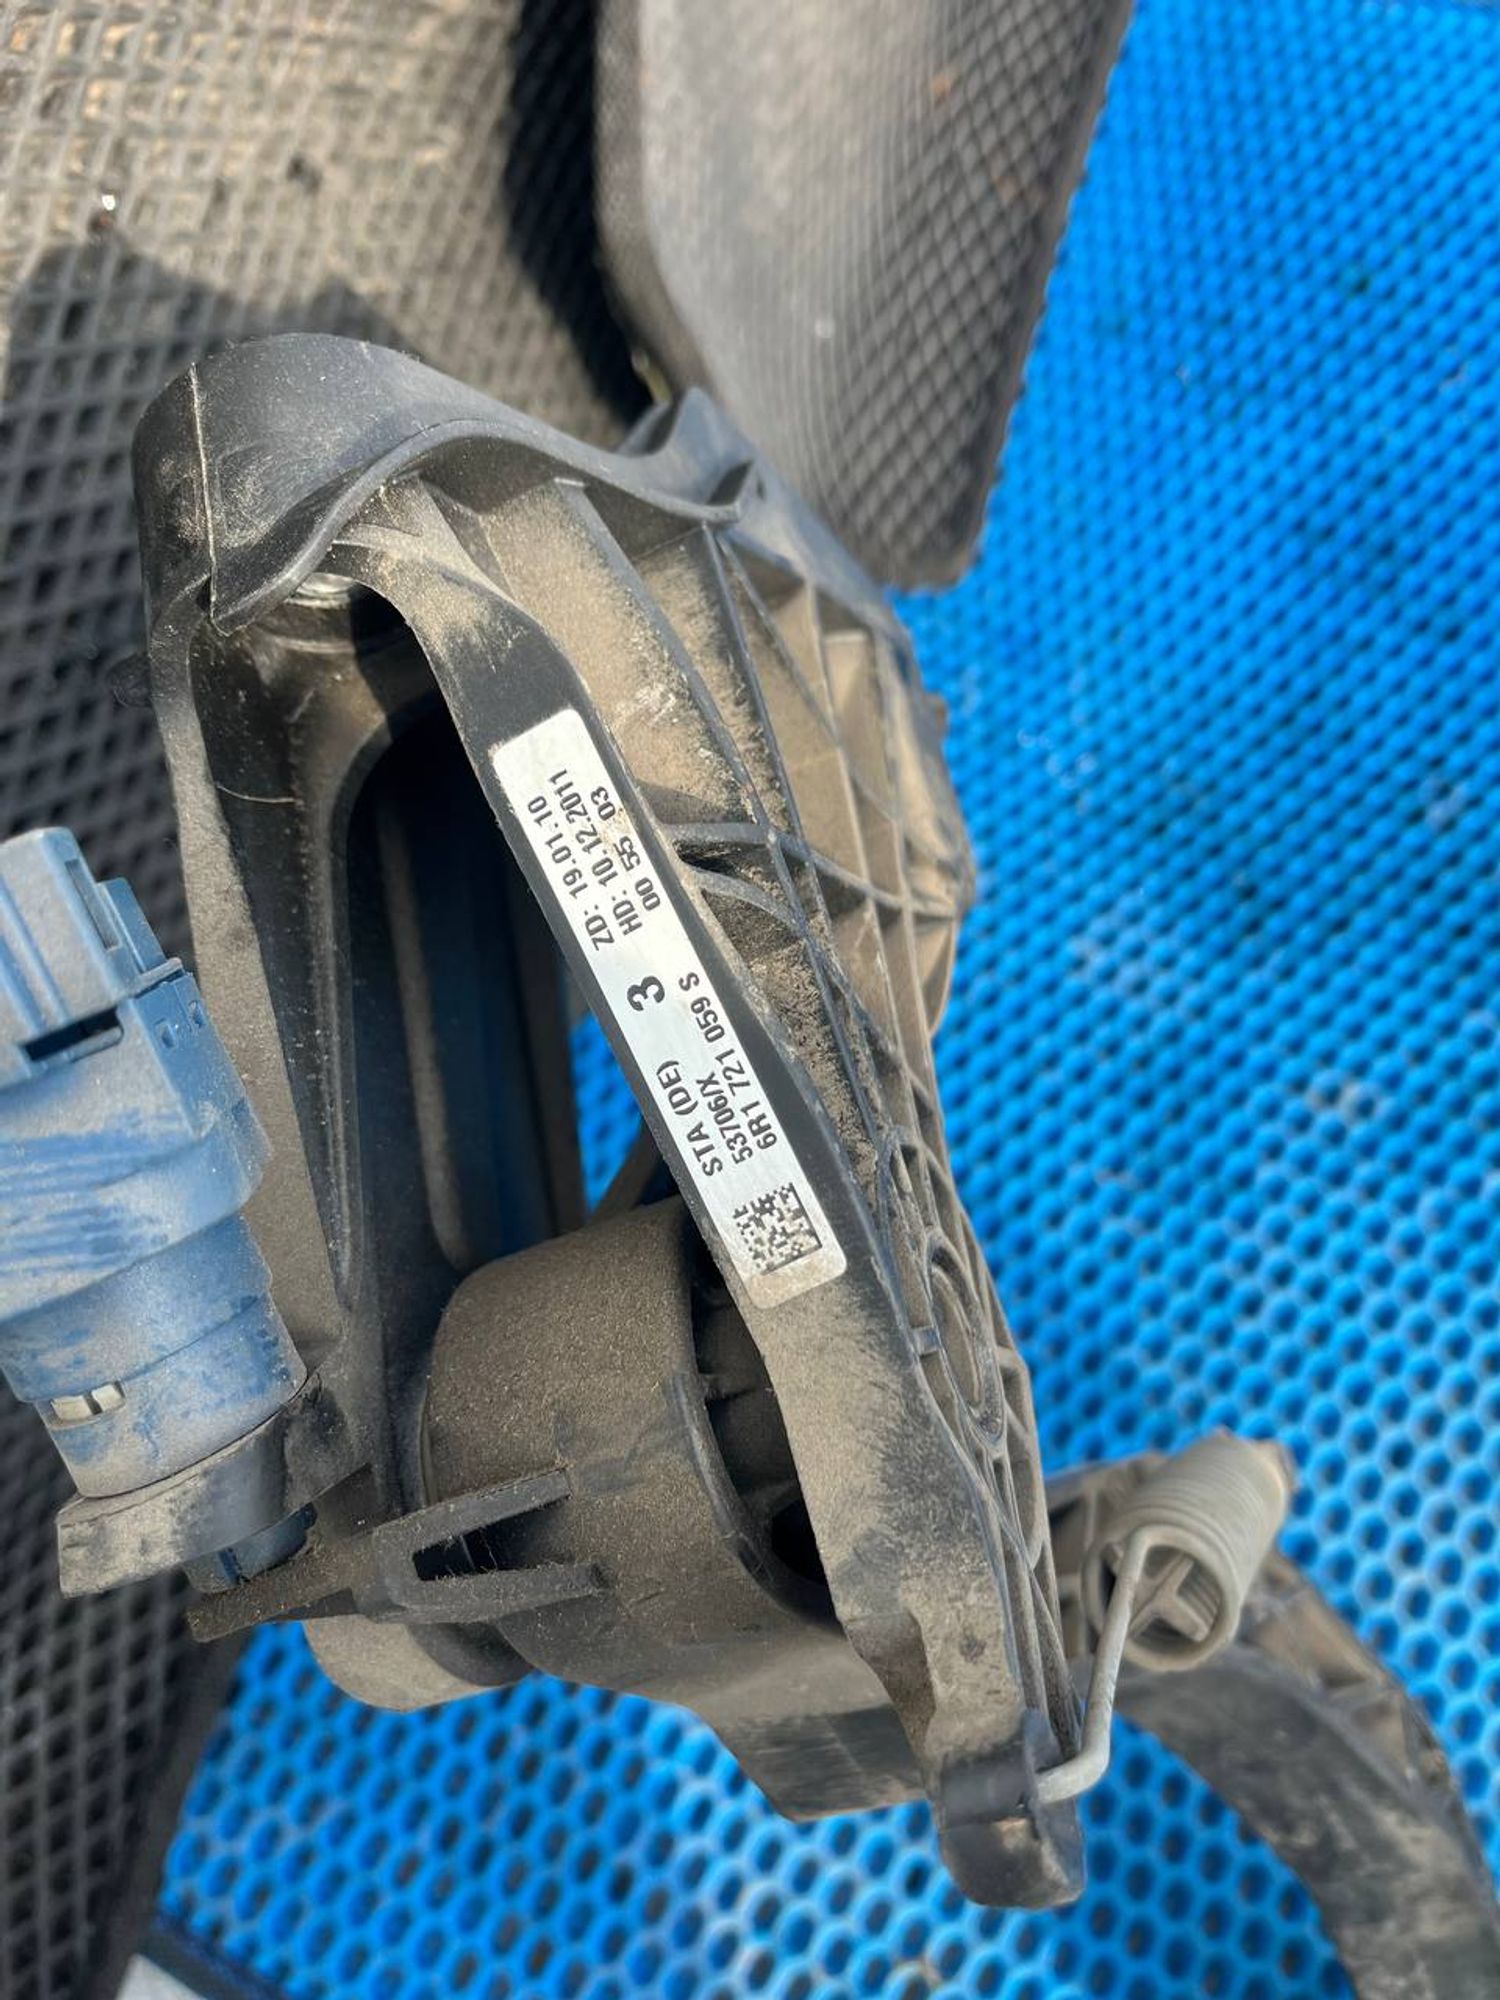 STA (DE) 3 ZD: 19.01.10
53706/X HD: 10.12.2011
6R1 721 059 S 00 55 03